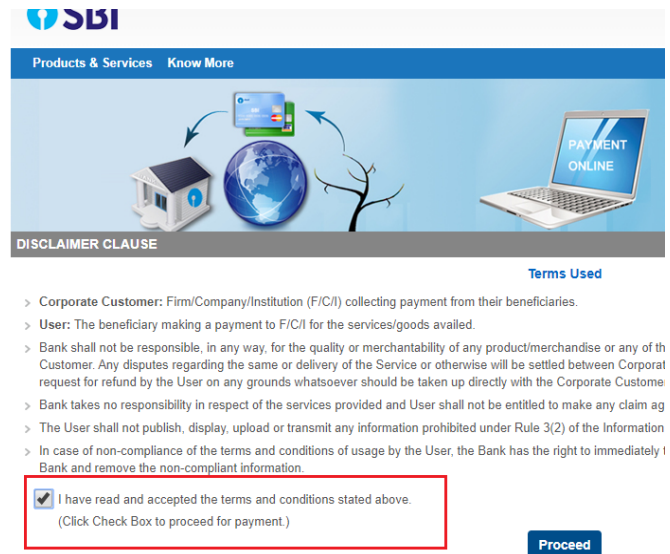 SBI
Products & Services Know More
PAYMENT
ONLINE
DISCLAIMER CLAUSE
Terms Used
Corporate Customer: Firm/Company/Institution (F/C/I) collecting payment from their beneficiaries.
User: The beneficiary making a payment to F/C/I for the services/goods availed.
Bank shall not be responsible, in any way, for the quality or merchantability of any product/merchandise or any of th
Customer. Any disputes regarding the same or delivery of the Service or otherwise will be settled between Corporat
request for refund by the User on any grounds whatsoever should be taken up directly with the Corporate Custome
Bank takes no responsibility in respect of the services provided and User shall not be entitled to make any claim ag
The User shall not publish, display, upload or transmit any information prohibited under Rule 3(2) of the Information
In case of non-compliance of the terms and conditions of usage by the User, the Bank has the right to immediately t
Bank and remove the non-compliant information.
I have read and accepted the terms and conditions stated above.
(Click Check Box to proceed for payment.)
Proceed